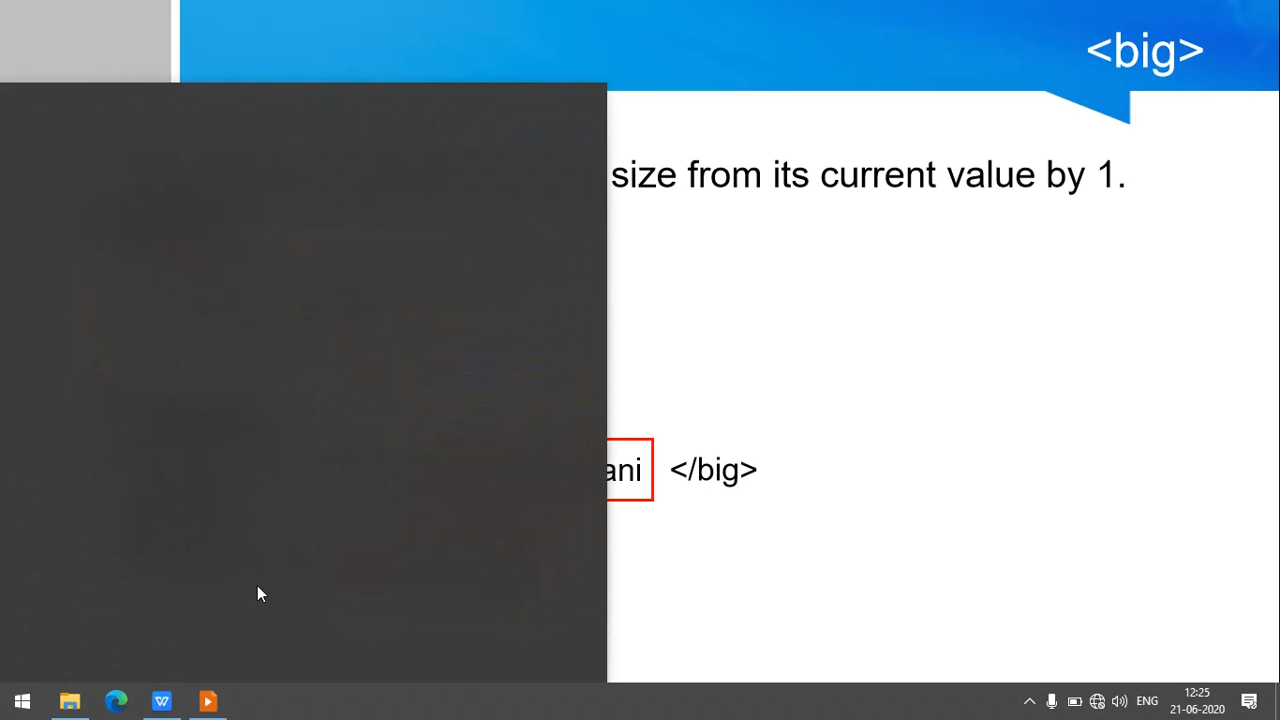 <big>
size from its current value by 1.
ani </big>
ENG
12:25
21-06-2020